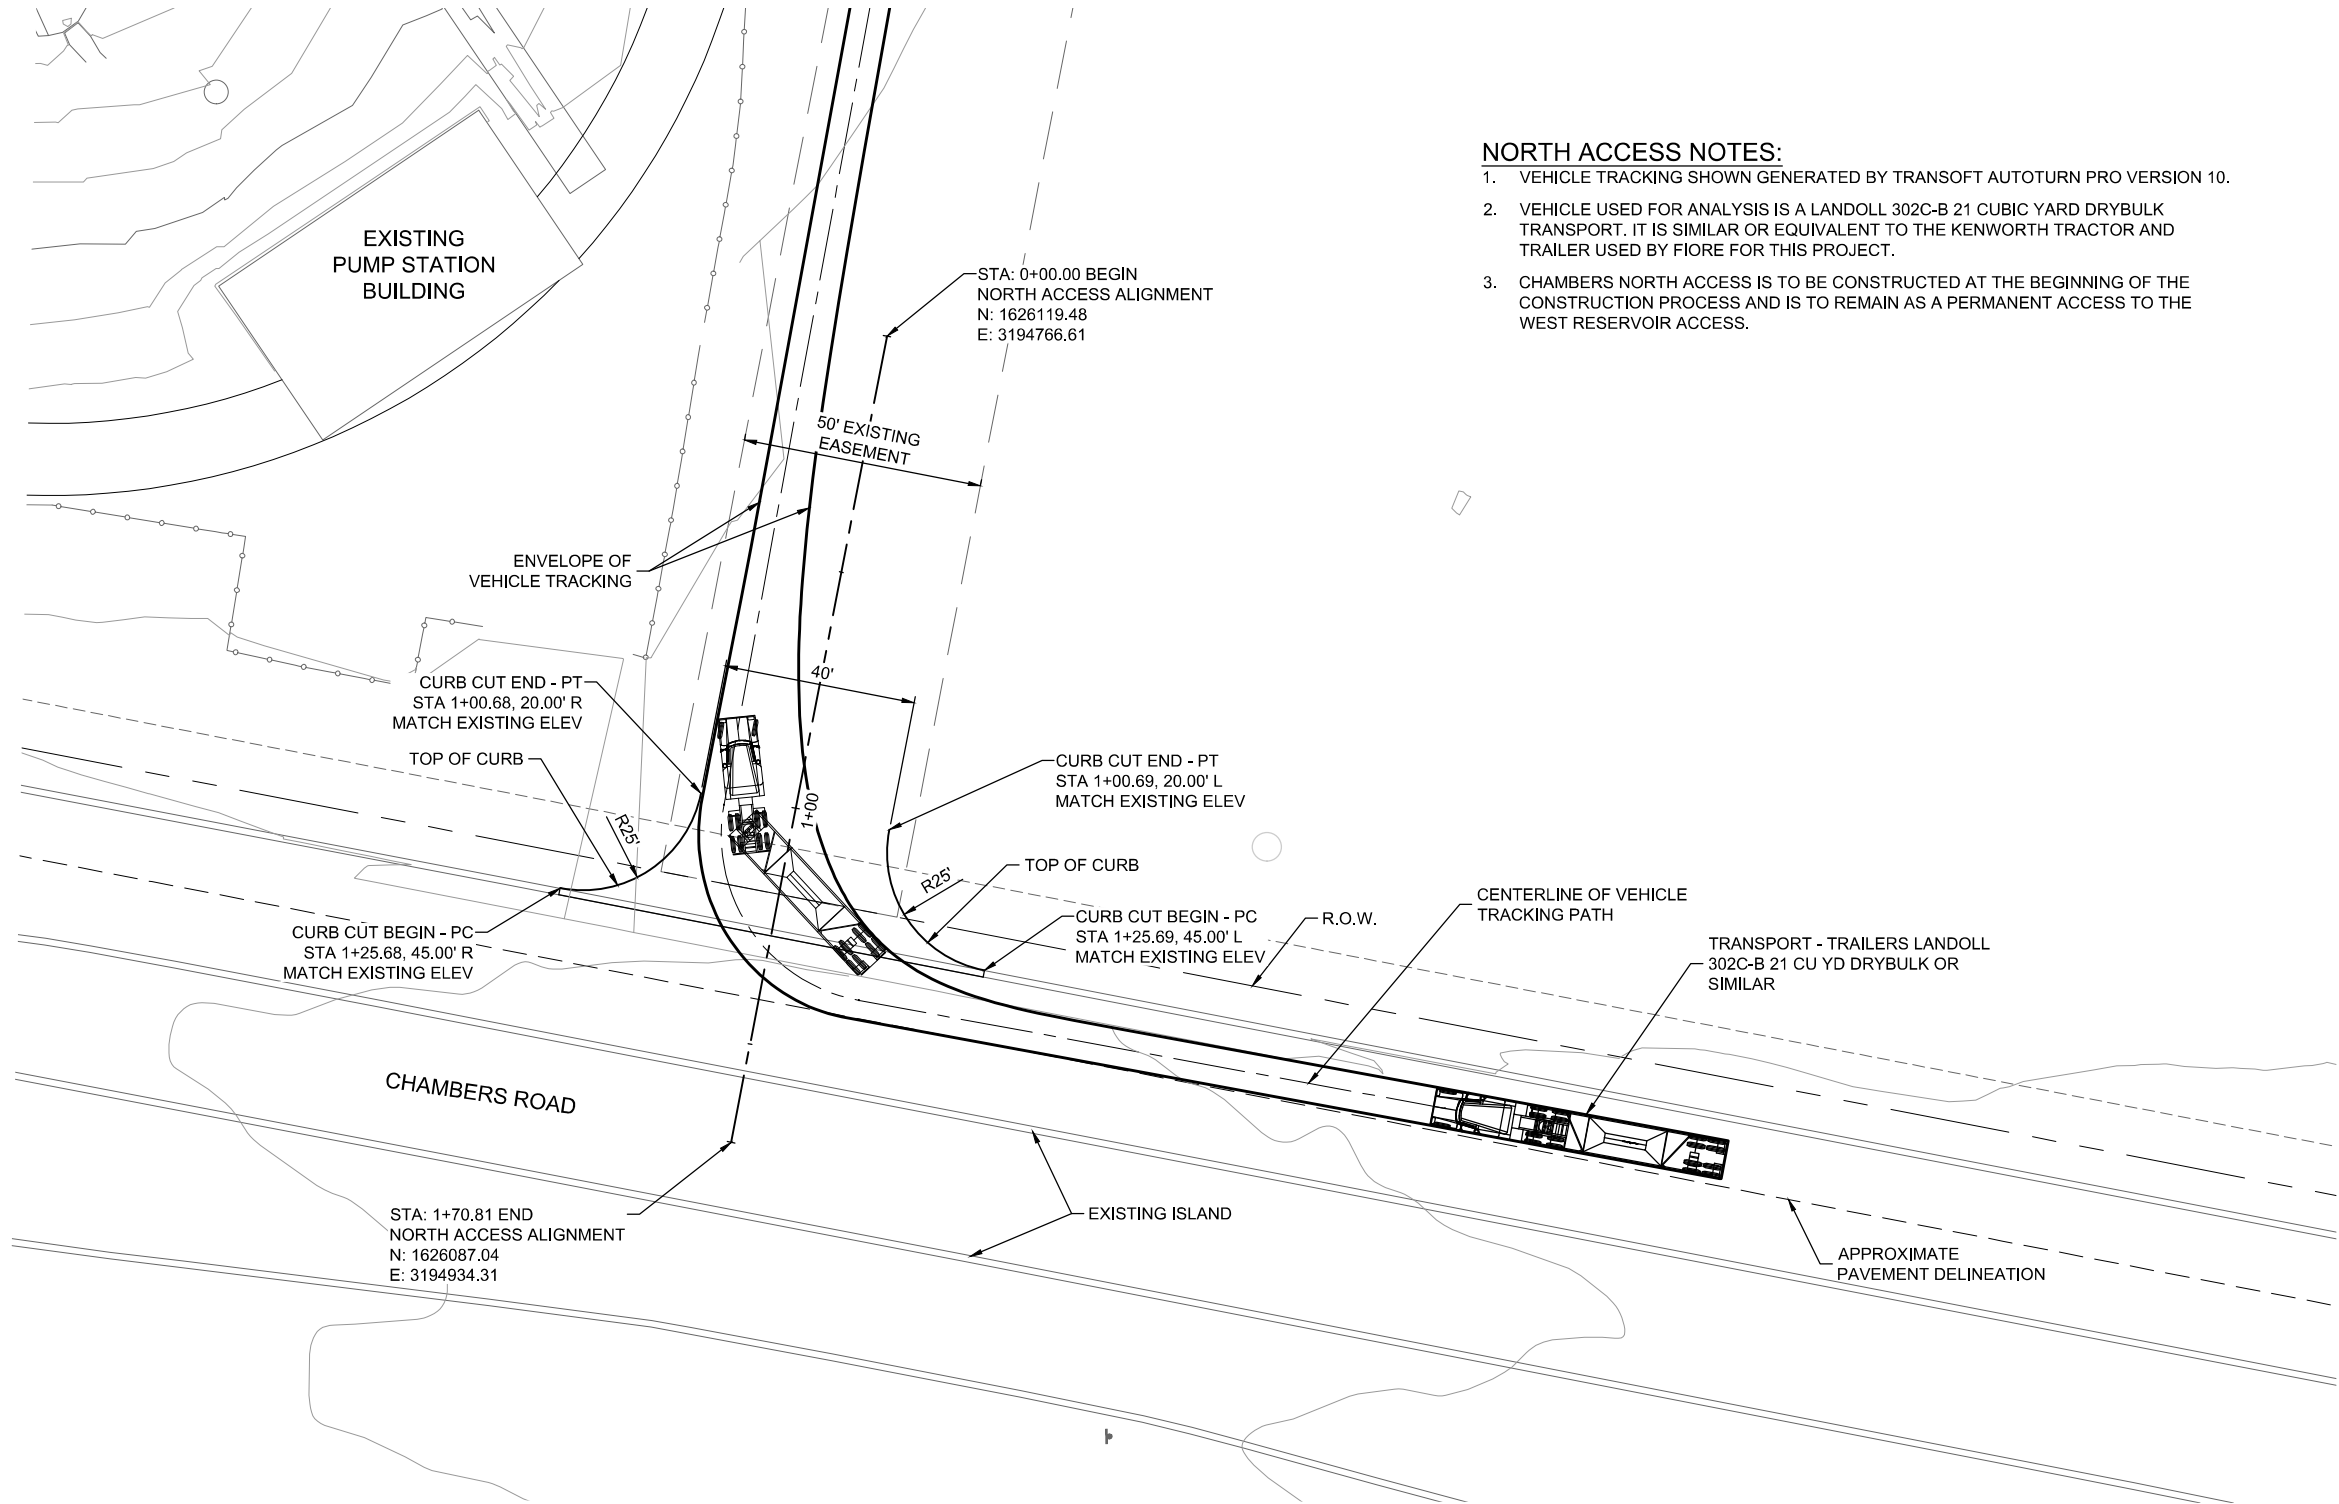 NORTH ACCESS NOTES:
1. VEHICLE TRACKING SHOWN GENERATED BY TRANSOFT AUTOTURN PRO VERSION 10.
2. VEHICLE USED FOR ANALYSIS IS A LANDOLL 302C-B 21 CUBIC YARD DRYBULK
TRANSPORT. IT IS SIMILAR OR EQUIVALENT TO THE KENWORTH TRACTOR AND
TRAILER USED BY FIORE FOR THIS PROJECT.
3. CHAMBERS NORTH ACCESS IS TO BE CONSTRUCTED AT THE BEGINNING OF THE
CONSTRUCTION PROCESS AND IS TO REMAIN AS A PERMANENT ACCESS TO THE
WEST RESERVOIR ACCESS.
EXISTING
PUMP STATION
BUILDING
STA: 0+00.00 BEGIN
NORTH ACCESS ALIGNMENT
N: 1626119.48
E: 3194766.61
50' EXISTING
EASEMENT
ENVELOPE OF
VEHICLE TRACKING
40'
CURB CUT END - PT
STA 1+00.68, 20.00' R
MATCH EXISTING ELEV
TOP OF CURB
R25'
1+00
CURB CUT END - PT
STA 1+00.69, 20.00' L
MATCH EXISTING ELEV
TOP OF CURB
R25'
CURB CUT BEGIN - PC
STA 1+25.68, 45.00' R
MATCH EXISTING ELEV
CURB CUT BEGIN - PC
STA 1+25.69, 45.00' L
MATCH EXISTING ELEV
R.O.W.
CENTERLINE OF VEHICLE
TRACKING PATH
TRANSPORT - TRAILERS LANDOLL
302C-B 21 CU YD DRYBULK OR
SIMILAR
CHAMBERS ROAD
STA: 1+70.81 END
NORTH ACCESS ALIGNMENT
N: 1626087.04
E: 3194934.31
EXISTING ISLAND
APPROXIMATE
PAVEMENT DELINEATION